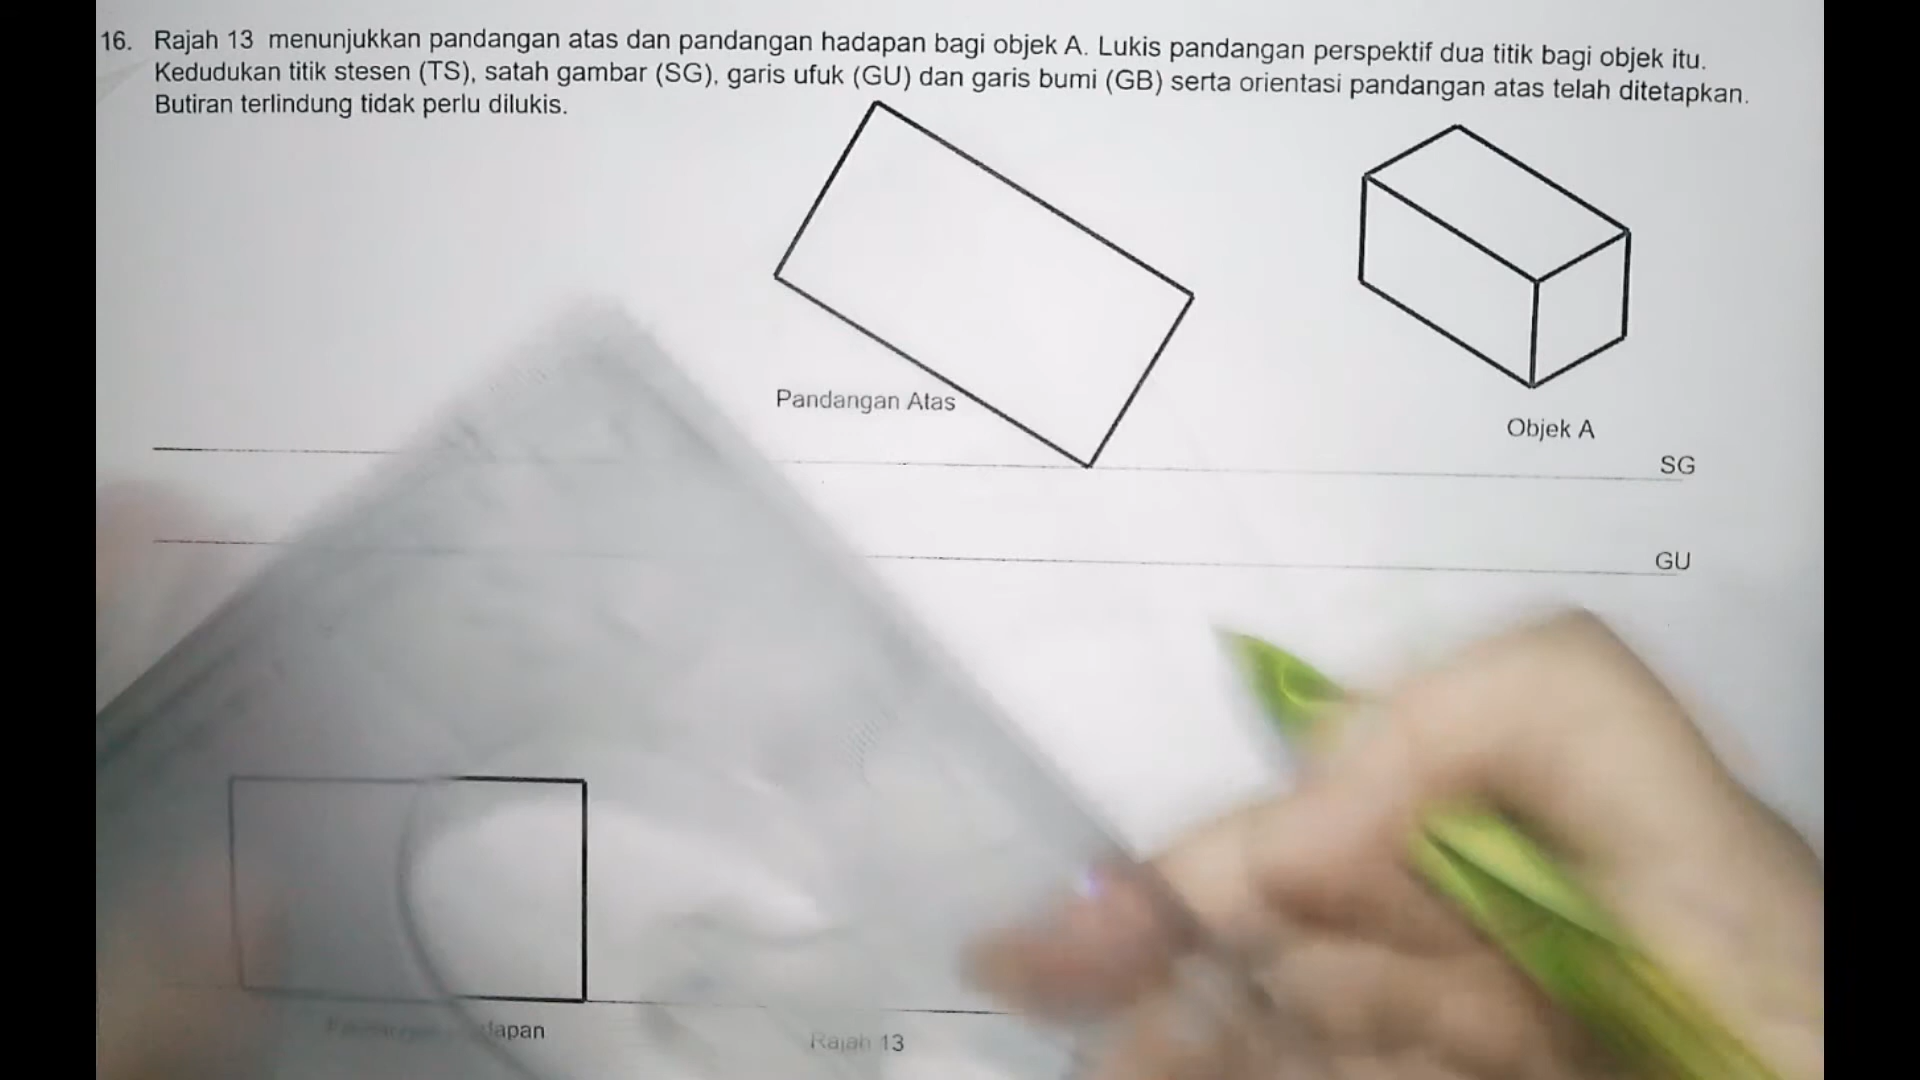 16. Rajah 13 menunjukkan pandangan atas dan pandangan hadapan bagi objek A. Lukis pandangan perspektif dua titik bagi objek itu.
Kedudukan titik stesen (TS), satah gambar (SG), garis ufuk (GU) dan garis bumi (GB) serta orientasi pandangan atas telah ditetapkan.
Butiran terlindung tidak perlu dilukis.
Pandangan Atas
Objek A
SG
GU
Rajah 13